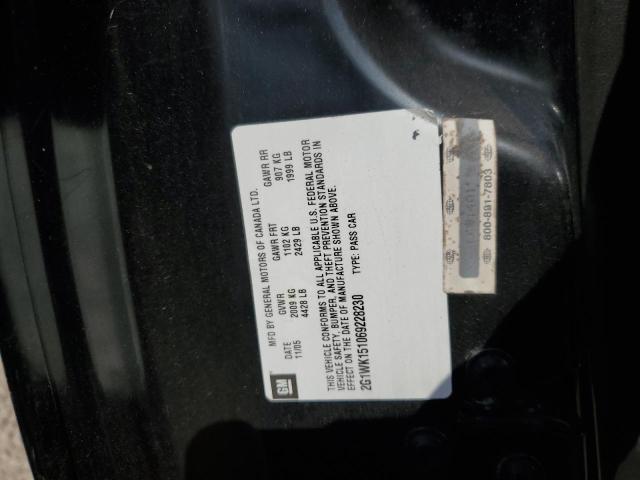 GM
MFD BY GENERAL MOTORS OF CANADA LTD.
DATE GVWR GAWR FRT GAWR RR
11/05 2009 KG 1102 KG 907 KG
4428 LB 2429 LB 1999 LB
THIS VEHICLE CONFORMS TO ALL APPLICABLE U.S. FEDERAL MOTOR
VEHICLE SAFETY, BUMPER, AND THEFT PREVENTION STANDARDS IN
EFFECT ON THE DATE OF MANUFACTURE SHOWN ABOVE.
2G1WK151069228230 TYPE: PASS CAR
800-891-7803